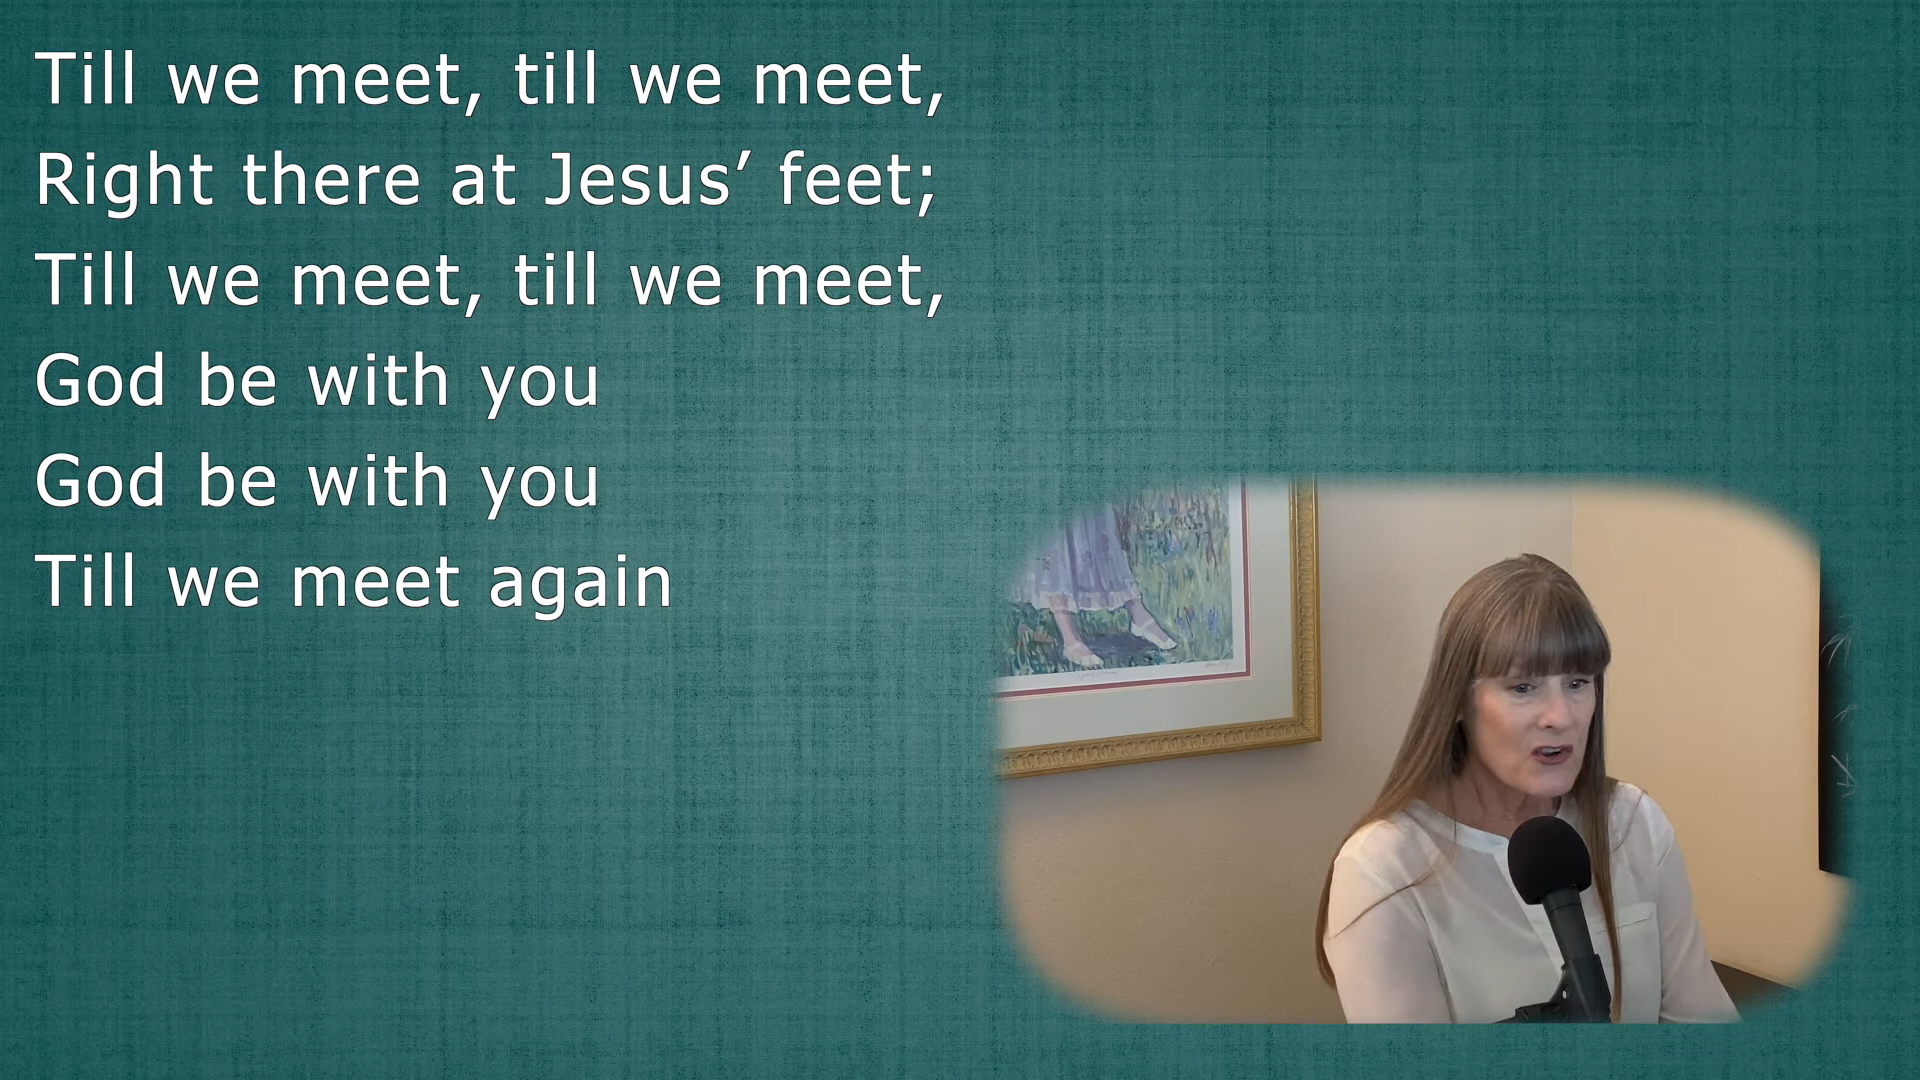 Till we meet, till we meet,
Right there at Jesus’ feet;
Till we meet, till we meet,
God be with you
God be with you
Till we meet again